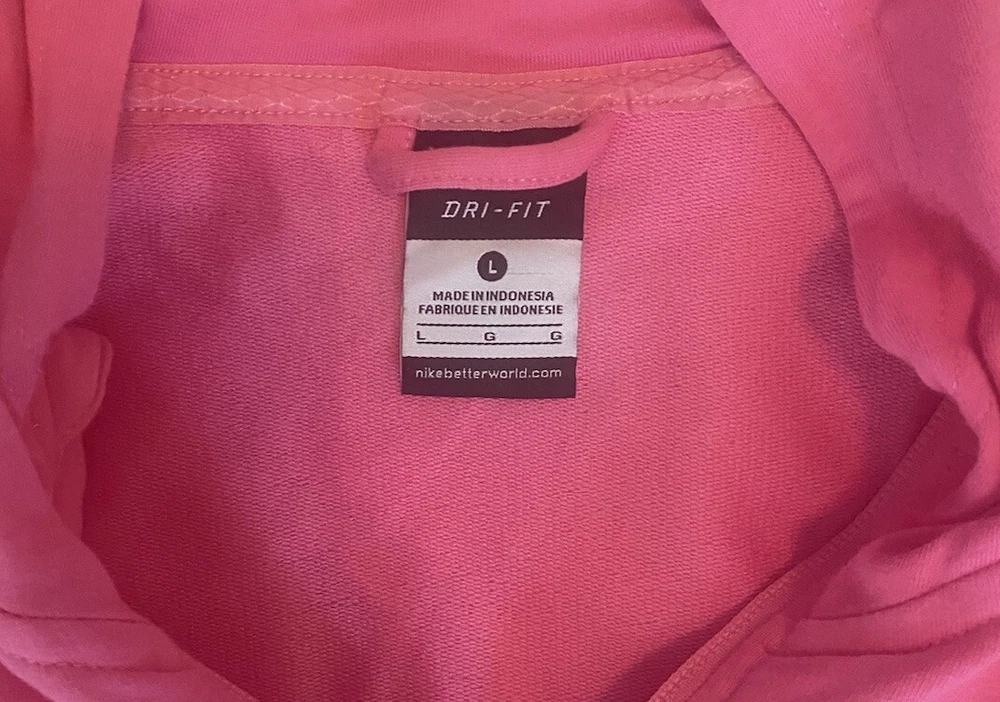 DRI-FIT
L
MADE IN INDONESIA
FABRIQUE EN INDONESIE
L G G
nikebetterworld.com